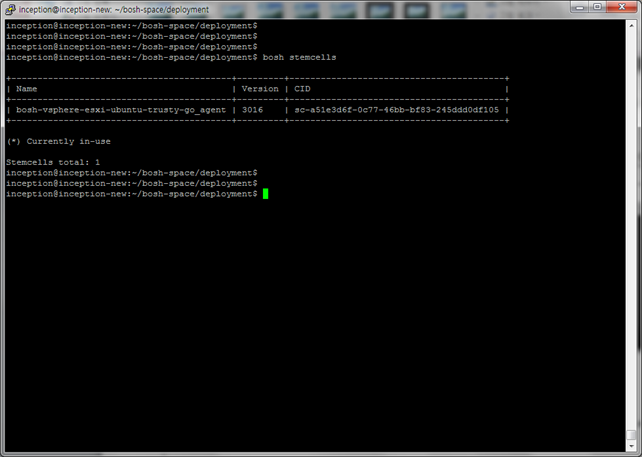 inception@inception-new: ~/bosh-space/deployment
inception@inception-new:~/bosh-space/deployment$
inception@inception-new:~/bosh-space/deployment$
inception@inception-new:~/bosh-space/deployment$
inception@inception-new:~/bosh-space/deployment$ bosh stemcells
+------------------------------------------+---------+-----------------------------------------+
| Name | Version | CID |
+------------------------------------------+---------+-----------------------------------------+
| bosh-vsphere-esxi-ubuntu-trusty-go_agent | 3016 | sc-a51e3d6f-0c77-46bb-bf83-245ddd0df105 |
+------------------------------------------+---------+-----------------------------------------+
(*) Currently in-use
Stemcells total: 1
inception@inception-new:~/bosh-space/deployment$
inception@inception-new:~/bosh-space/deployment$
inception@inception-new:~/bosh-space/deployment$